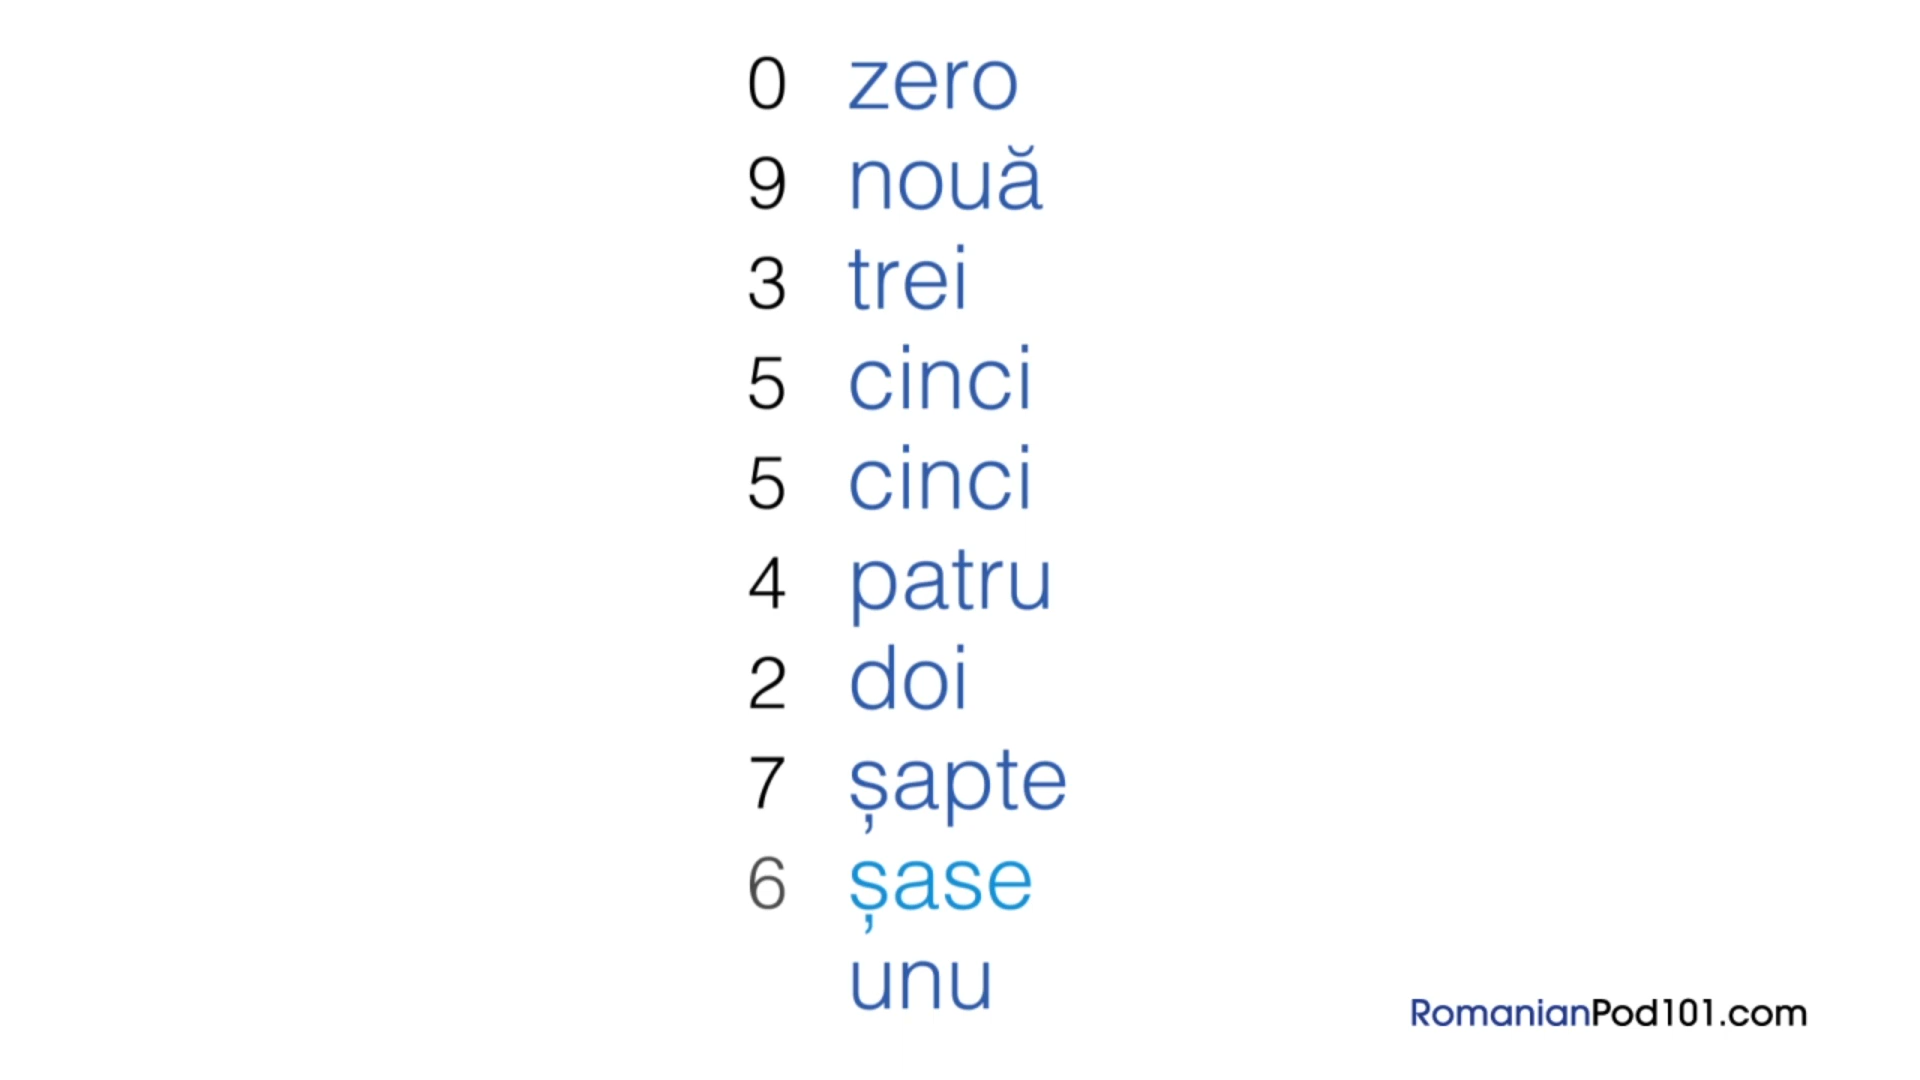 0 zero
9 nouă
3 trei
5 cinci
5 cinci
4 patru
2 doi
7 șapte
6 șase
unu
RomanianPod101.com